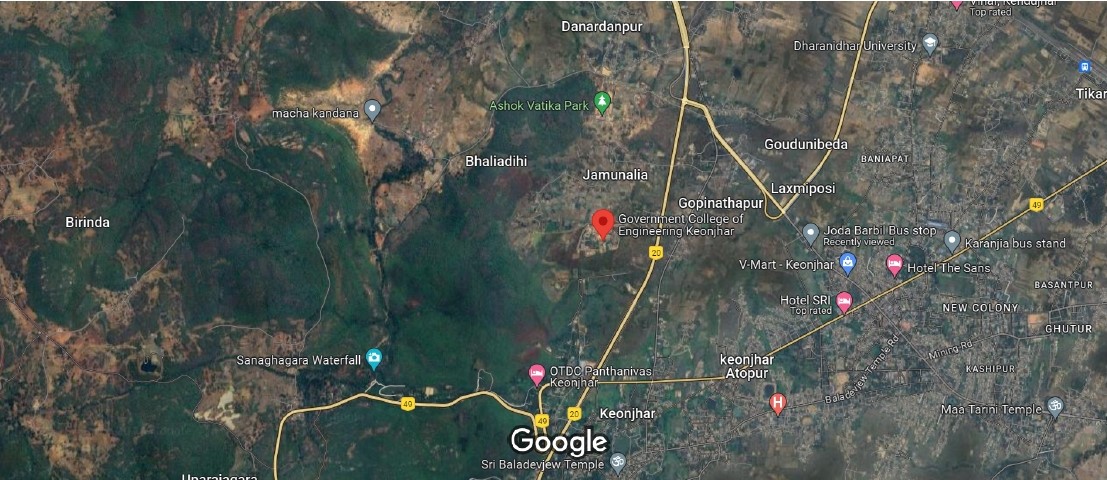 Vihar, Kendujhar
Top rated
Danardanpur
Dharanidhar University
Tikar
Ashok Vatika Park
macha kandana
Goudunibeda
BANIAPAT
Bhaliadihi
Jamunalia
Laxmiposi
Gopinathapur
49
Birinda
Government College of
Engineering Keonjhar
Joda Barbil Bus stop
Recently viewed
Karanjia bus stand
20
V-Mart - Keonjhar
Hotel The Sans
BASANTPUR
Hotel SRI
Top rated
NEW COLONY
GHUTUR
Mining Rd
Sanaghagara Waterfall
keonjhar
Atopur
Baladevjew Temple Rd
KASHIPUR
OTDC Panthanivas
Keonjhar
49
H
Maa Tarini Temple
49
20
Keonjhar
Google
Sri Baladevjew Temple
Uparajagara